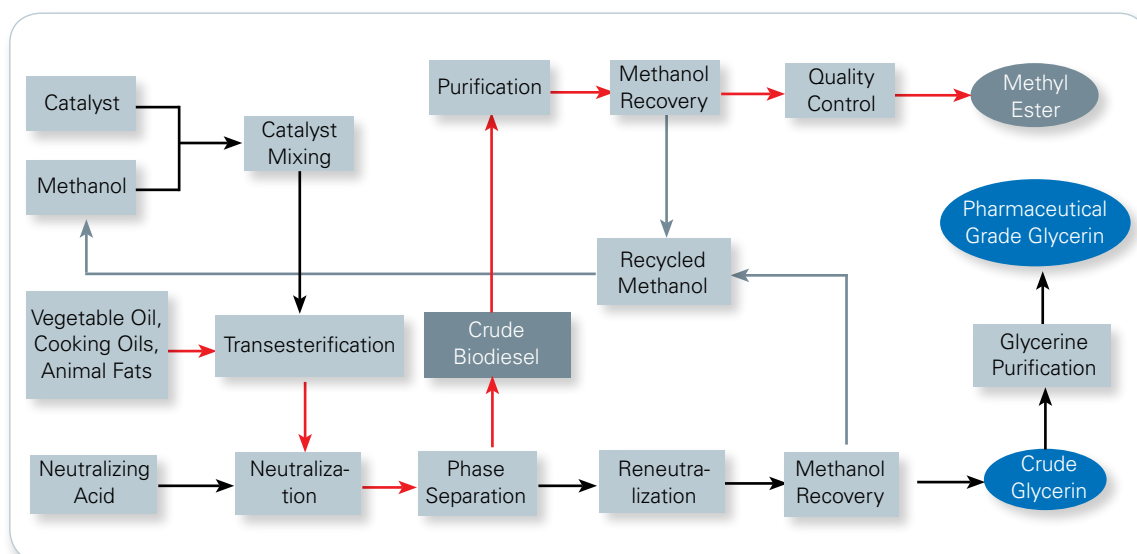 Catalyst
Methanol
Catalyst
Mixing
Purification
Methanol
Recovery
Quality
Control
Methyl
Ester
Pharmaceutical
Grade Glycerin
Recycled
Methanol
Vegetable Oil,
Cooking Oils,
Animal Fats
Transesterification
Crude
Biodiesel
Glycerine
Purification
Neutralizing
Acid
Neutraliza-
tion
Phase
Separation
Reneutra-
lization
Methanol
Recovery
Crude
Glycerin